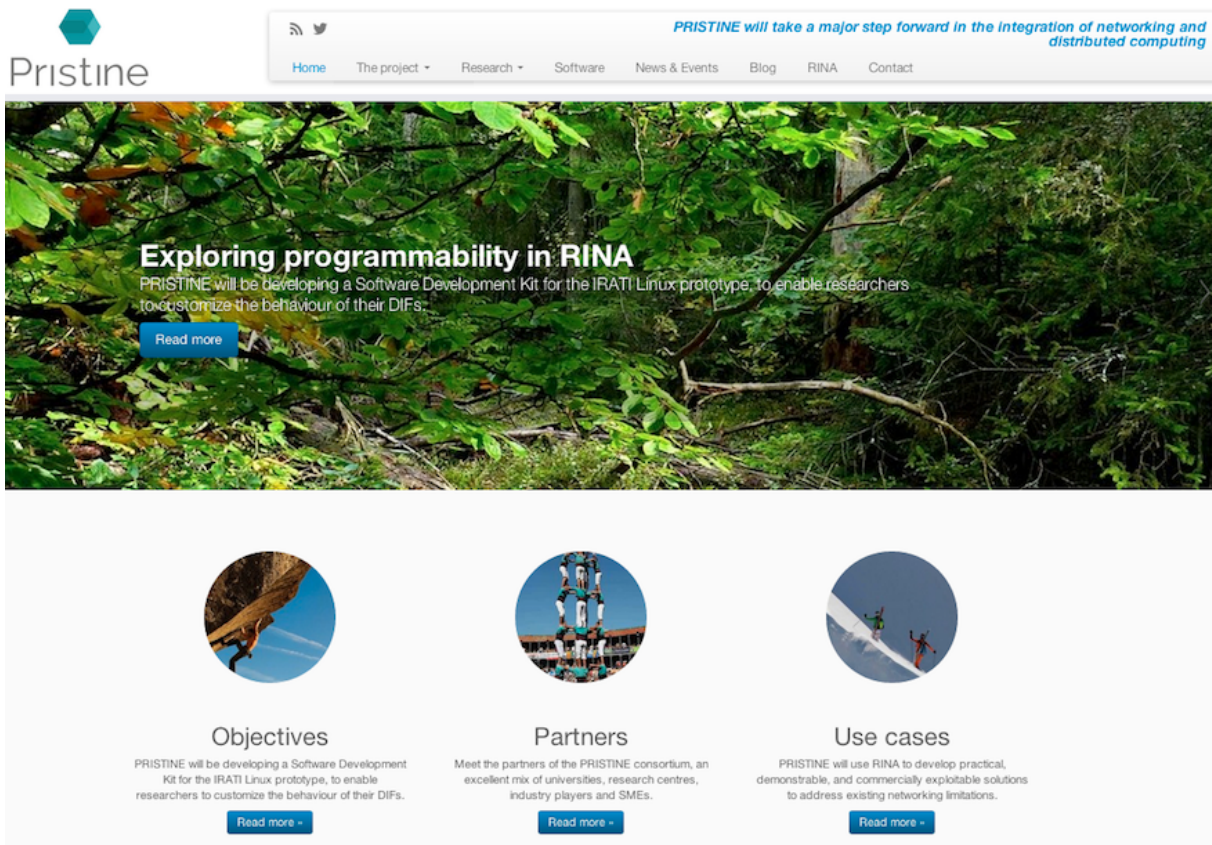 Pristine
PRISTINE will take a major step forward in the integration of networking and
distributed computing
Home The project Research Software News & Events Blog RINA Contact
Exploring programmability in RINA
PRISTINE will be developing a Software Development Kit for the IRATI Linux prototype, to enable researchers
to customize the behaviour of their DIFs.
Read more
Objectives
PRISTINE will be developing a Software Development
Kit for the IRATI Linux prototype, to enable
researchers to customize the behaviour of their DIFs.
Read more »
Partners
Meet the partners of the PRISTINE consortium, an
excellent mix of universities, research centres,
industry players and SMEs.
Read more »
Use cases
PRISTINE will use RINA to develop practical,
demonstrable, and commercially exploitable solutions
to address existing networking limitations.
Read more »